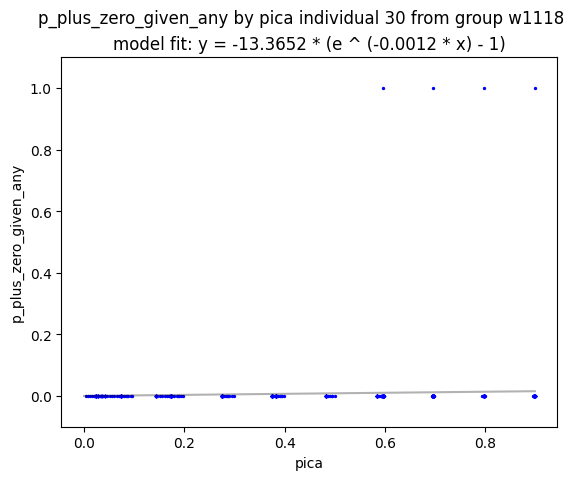 p_plus_zero_given_any by pica individual 30 from group w1118
model fit: y = -13.3652 * (e ^ (-0.0012 * x) - 1)
1.0
0.8
0.6
0.4
0.2
0.0
p_plus_zero_given_any
0.0 0.2 0.4 0.6 0.8
pica